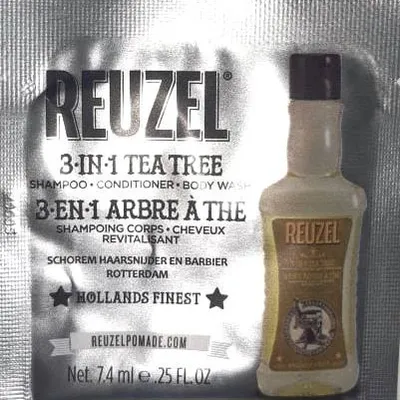 REUZEL®
3-IN-1 TEA TREE
SHAMPOO • CONDITIONER • BODY WASH
3-EN-1 ARBRE À THE
SHAMPOING CORPS • CHEVEUX
REVITALISANT
SCHOREM HAARSNIJDER EN BARBIER
ROTTERDAM
★ HOLLANDS FINEST ★
REUZELPOMADE.COM
Net. 7.4 ml e .25 FL. OZ
REUZEL